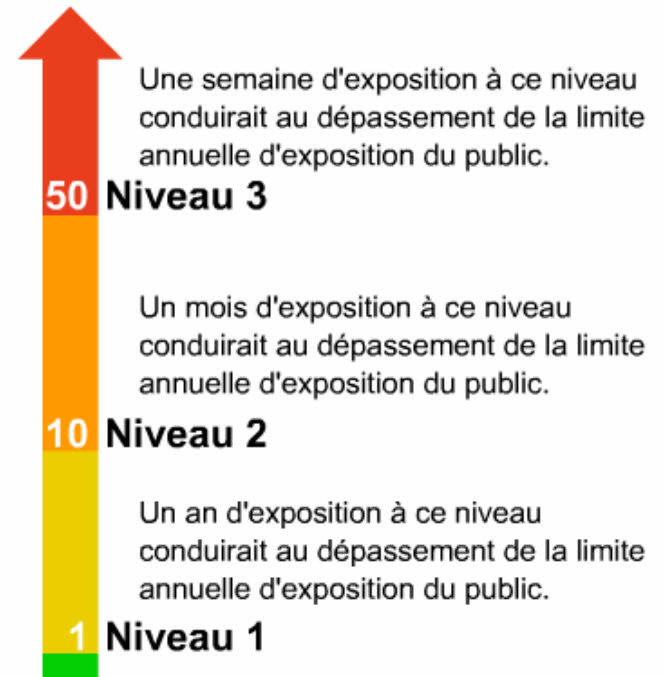 Une semaine d'exposition à ce niveau
conduirait au dépassement de la limite
annuelle d'exposition du public.
50 Niveau 3
Un mois d'exposition à ce niveau
conduirait au dépassement de la limite
annuelle d'exposition du public.
10 Niveau 2
Un an d'exposition à ce niveau
conduirait au dépassement de la limite
annuelle d'exposition du public.
1 Niveau 1